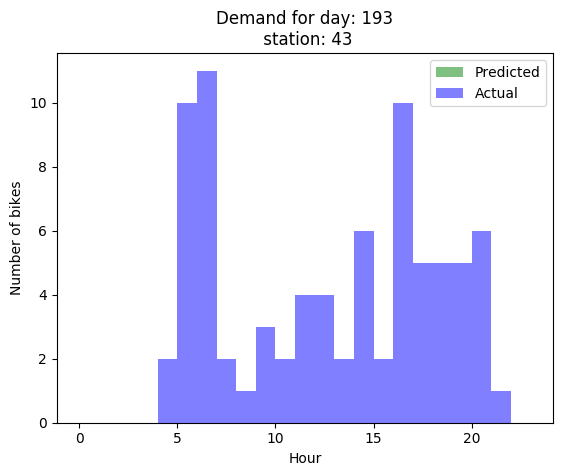 Demand for day: 193
station: 43
Predicted
Actual
10
8
6
4
2
0
Number of bikes
0
5
10
15
20
Hour